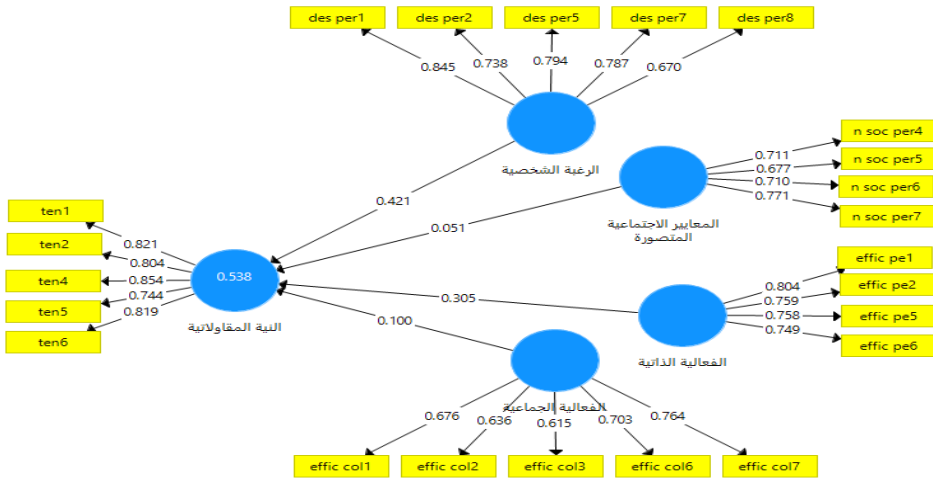 des per1 des per2 des per5 des per7 des per8
0.845 0.738 0.794 0.787 0.670
الرغبة الشخصية
n soc per4
n soc per5
n soc per6
n soc per7
0.711
0.677
0.710
0.771
المعايير الاجتماعية
المتصورة
0.421
0.051
0.305
0.100
ten1
ten2
ten4
ten5
ten6
0.821
0.804
0.854
0.744
0.819
0.538
النية المقاولاتية
effic pe1
effic pe2
effic pe5
effic pe6
0.804
0.759
0.758
0.749
الفعالية الذاتية
الفعالية الجماعية
0.676 0.636 0.615 0.703 0.764
effic col1 effic col2 effic col3 effic col6 effic col7